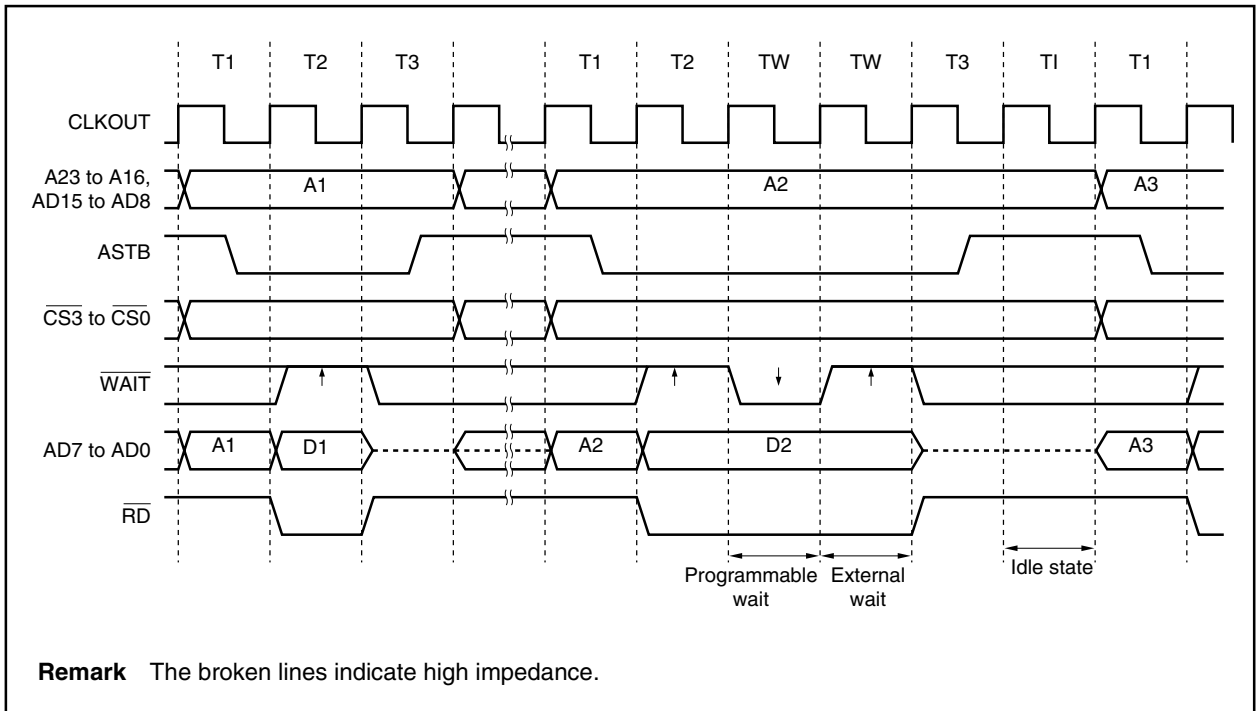 T1 T2 T3 T1 T2 TW TW T3 TI T1
CLKOUT
A23 to A16,
AD15 to AD8
A1 A2 A3
ASTB
CS3 to CS0
WAIT
AD7 to AD0
A1 D1 A2 D2 A3
RD
Programmable
wait
External
wait
Idle state
Remark The broken lines indicate high impedance.